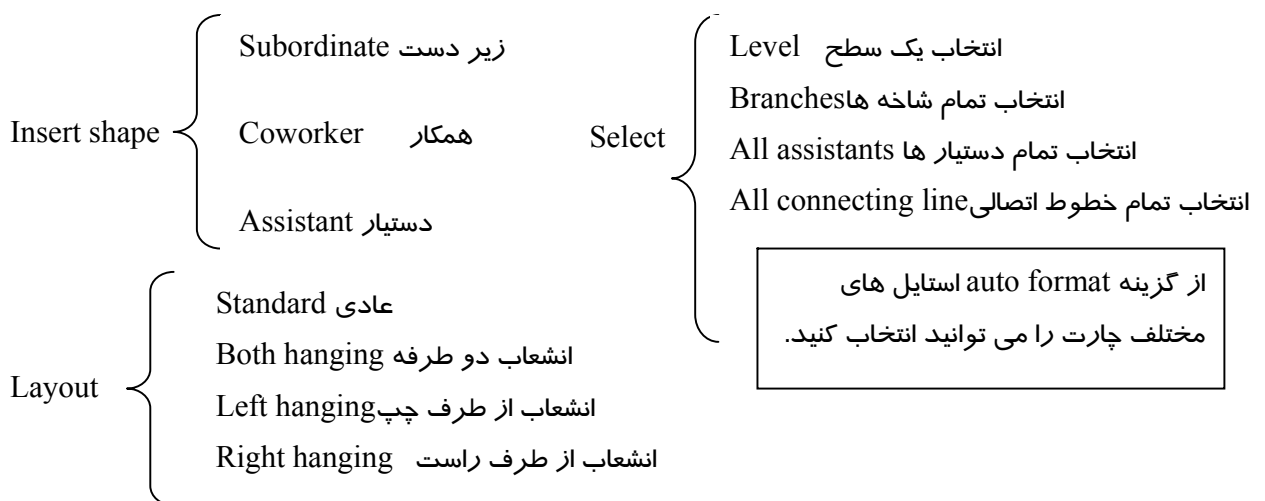 Insert shape
Subordinate زیر دست
Coworker همکار
Assistant دستیار
Select
Level انتخاب یک سطح
Branches انتخاب تمام شاخه ها
All assistants انتخاب تمام دستیار ها
All connecting line انتخاب تمام خطوط اتصالی
از گزینه auto format استایل های
مختلف چارت را می توانید انتخاب کنید.
Layout
Standard عادی
Both hanging انشعاب دو طرفه
Left hanging انشعاب از طرف چپ
Right hanging انشعاب از طرف راست